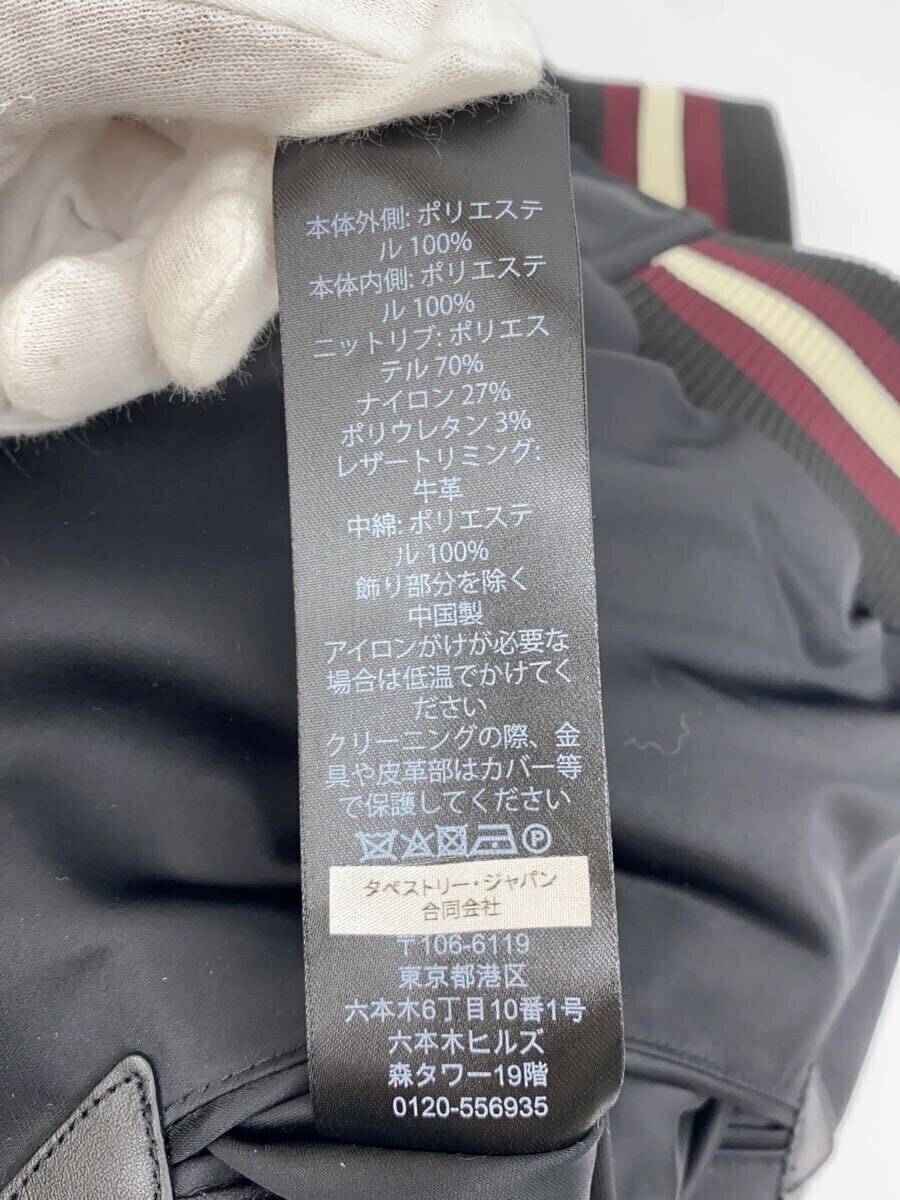 本体外側: ポリエステ
ル 100%
本体内側: ポリエステ
ル 100%
ニットリブ: ポリエス
テル 70%
ナイロン 27%
ポリウレタン 3%
レザートリミング:
牛革
中綿: ポリエステ
ル 100%
飾り部分を除く
中国製
アイロンがけが必要な
場合は低温でかけてく
ださい
クリーニングの際、金
具や皮革部はカバー等
で保護してください
P
タペストリー・ジャパン
合同会社
〒106-6119
東京都港区
六本木6丁目10番1号
六本木ヒルズ
森タワー19階
0120-556935